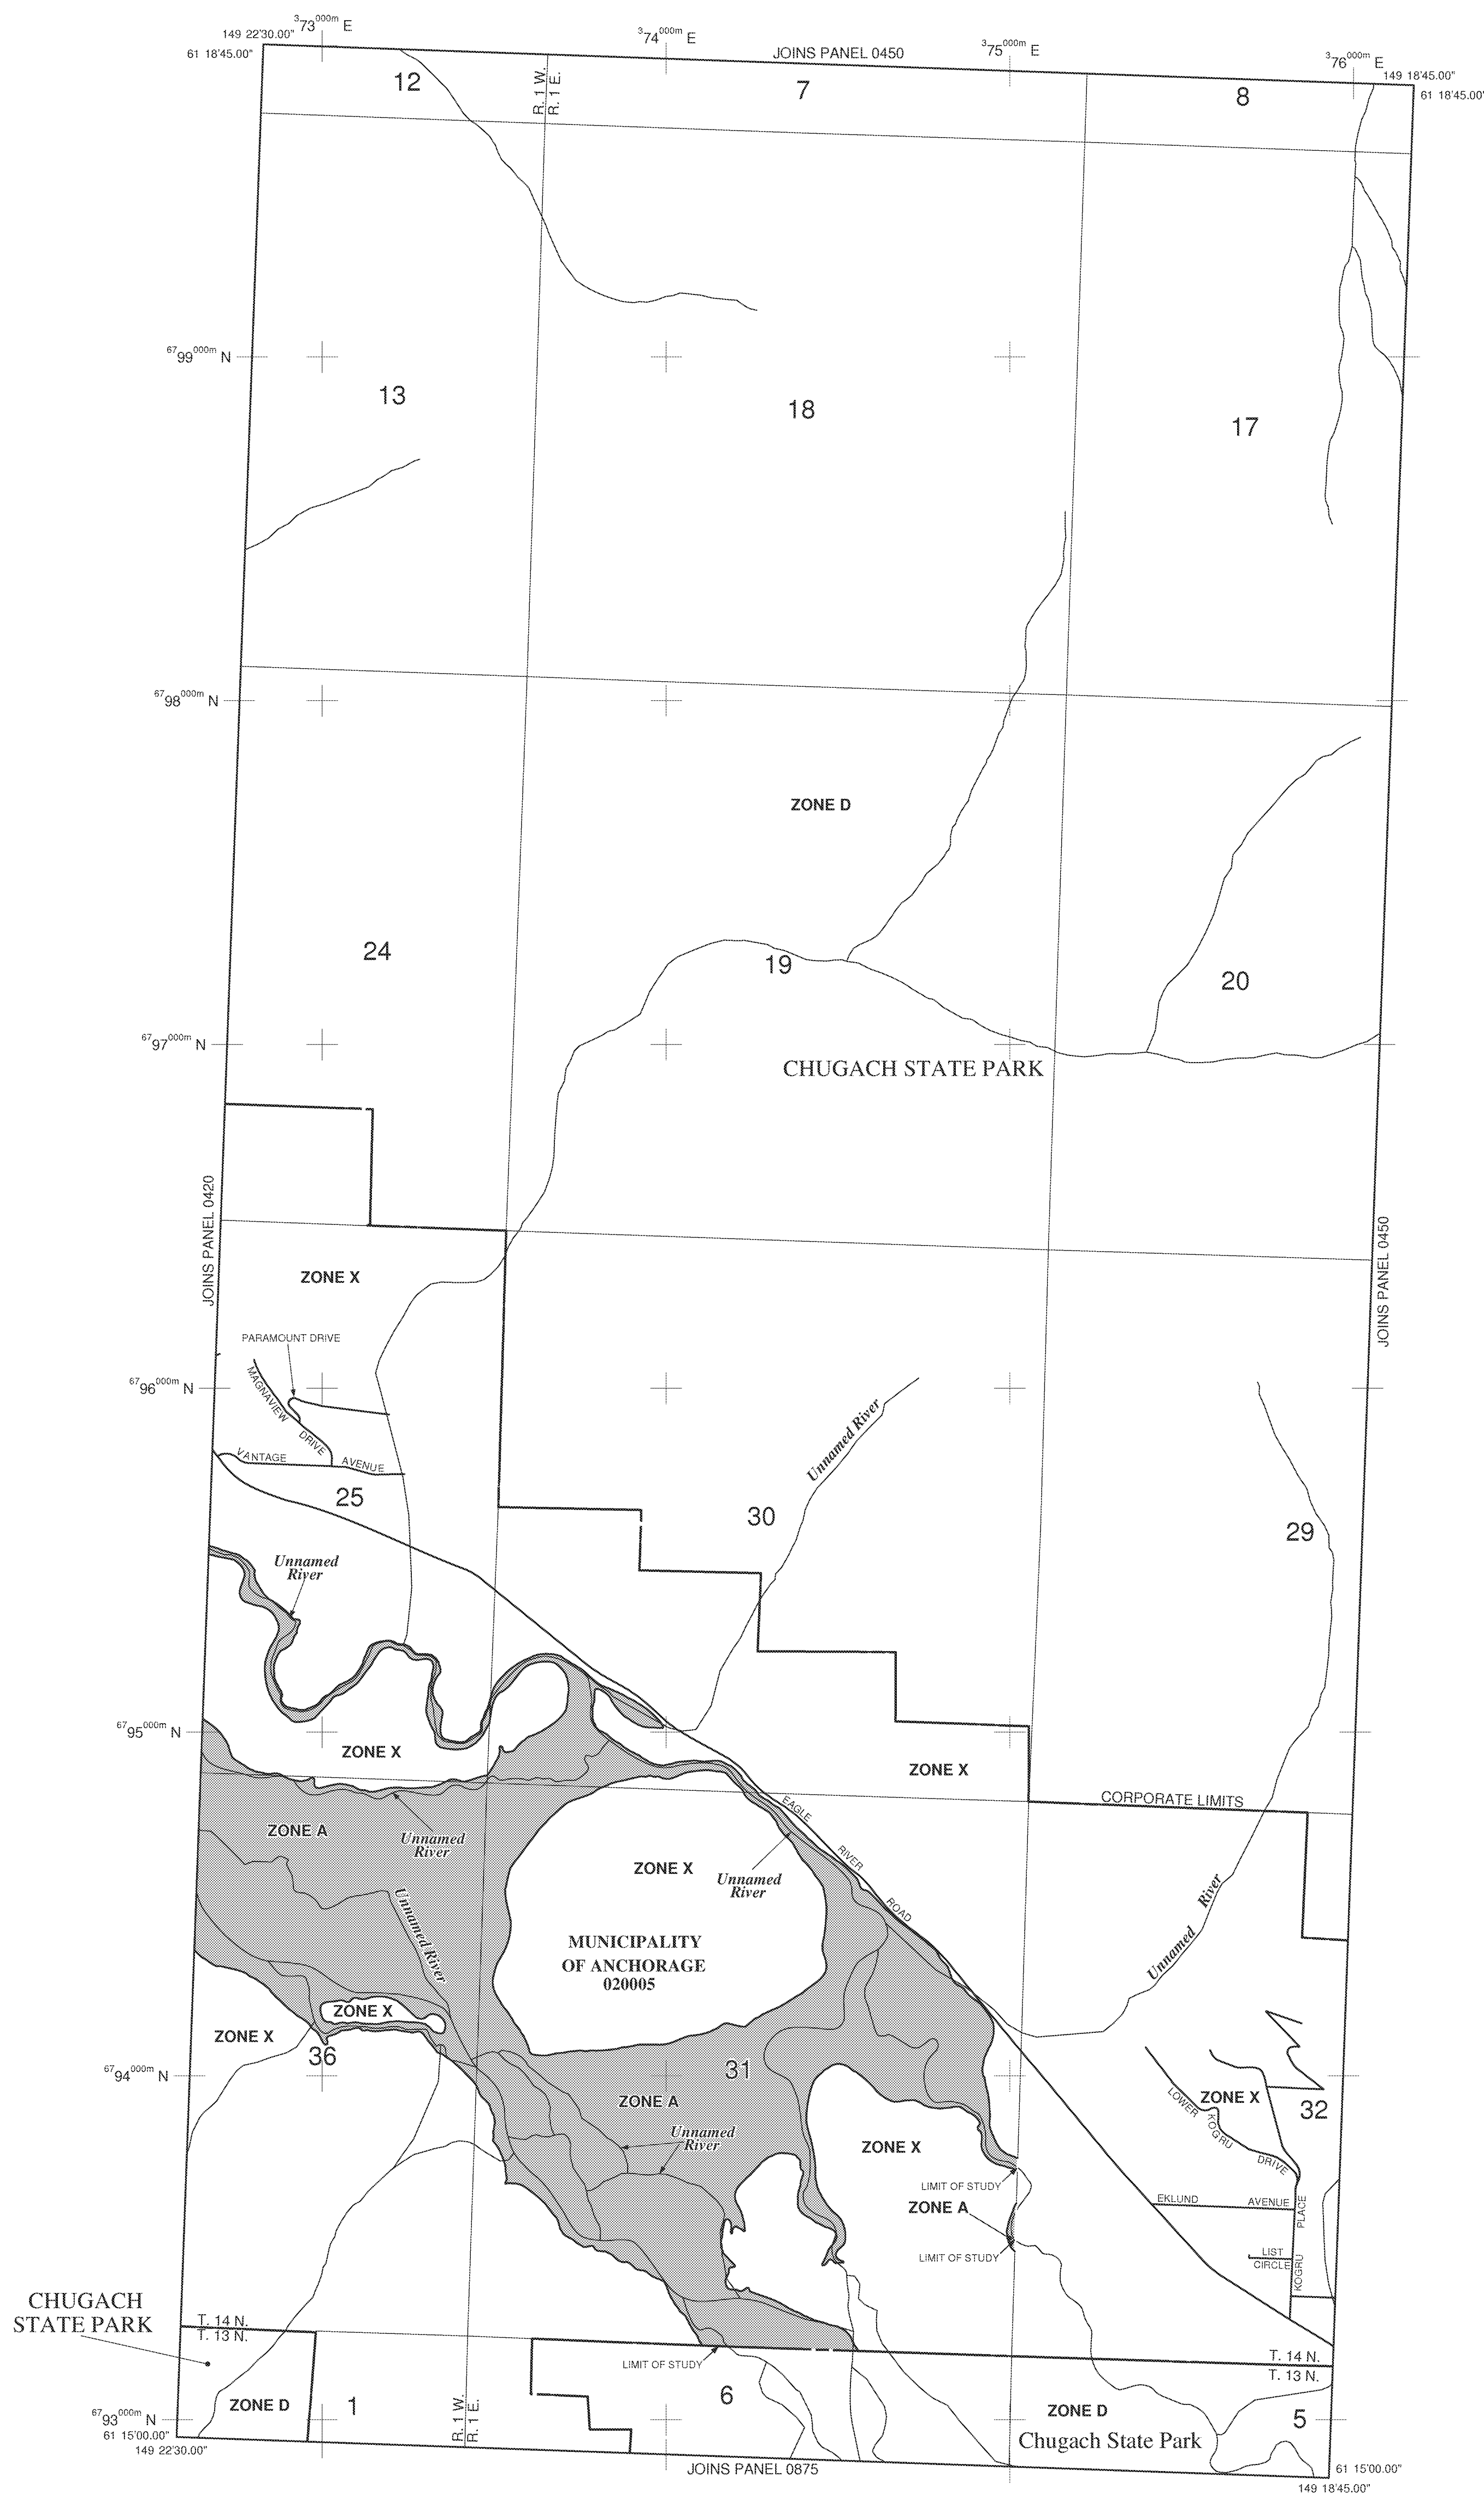 373000m E
149 22'30.00"
61 18'45.00"
374000m E
JOINS PANEL 0450
375000m E
376000m E
149 18'45.00"
61 18'45.00"
12
R. 1 W.
R. 1 E.
7
8
6799000m N
13
18
17
6798000m N
ZONE D
24
19
20
6797000m N
CHUGACH STATE PARK
JOINS PANEL 0420
JOINS PANEL 0450
ZONE X
PARAMOUNT DRIVE
6796000m N
MAGNAVIEW
DRIVE
VANTAGE
AVENUE
25
Unnamed River
30
29
Unnamed
River
6795000m N
ZONE X
ZONE X
CORPORATE LIMITS
EAGLE
RIVER
ROAD
ZONE A
Unnamed
River
ZONE X
Unnamed
River
Unnamed River
Unnamed River
MUNICIPALITY
OF ANCHORAGE
020005
ZONE X
ZONE X
36
6794000m N
31
ZONE A
Unnamed
River
ZONE X
ZONE X
32
LOWER
KOGRU
DRIVE
LIMIT OF STUDY
ZONE A
LIMIT OF STUDY
EKLUND
AVENUE
PLACE
LIST
CIRCLE
KOGRU
CHUGACH
STATE PARK
T. 14 N.
T. 13 N.
T. 14 N.
T. 13 N.
LIMIT OF STUDY
ZONE D
1
R. 1 W.
R. 1 E.
6
ZONE D
5
Chugach State Park
6793000m N
61 15'00.00"
149 22'30.00"
JOINS PANEL 0875
61 15'00.00"
149 18'45.00"